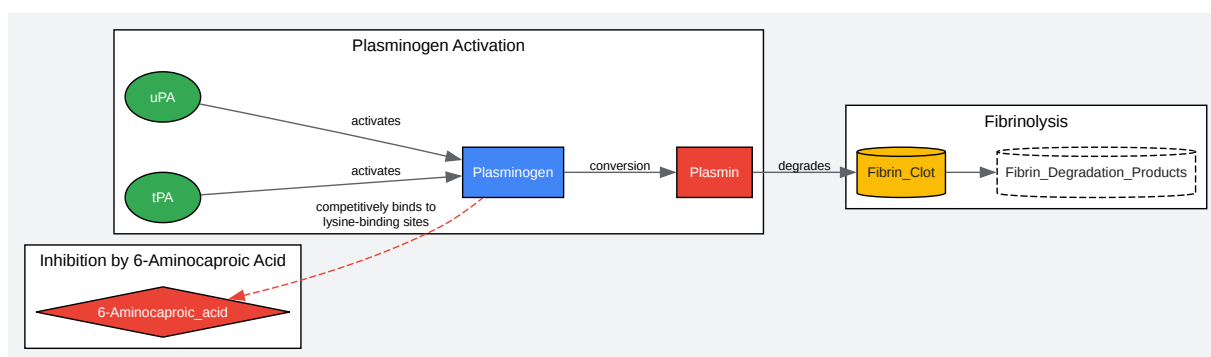 Plasminogen Activation
uPA
activates
tPA
activates
Plasminogen
conversion
Plasmin
degrades
Fibrinolysis
Fibrin_Clot
Fibrin_Degradation_Products
competitively binds to
lysine-binding sites
Inhibition by 6-Aminocaproic Acid
6-Aminocaproic_acid